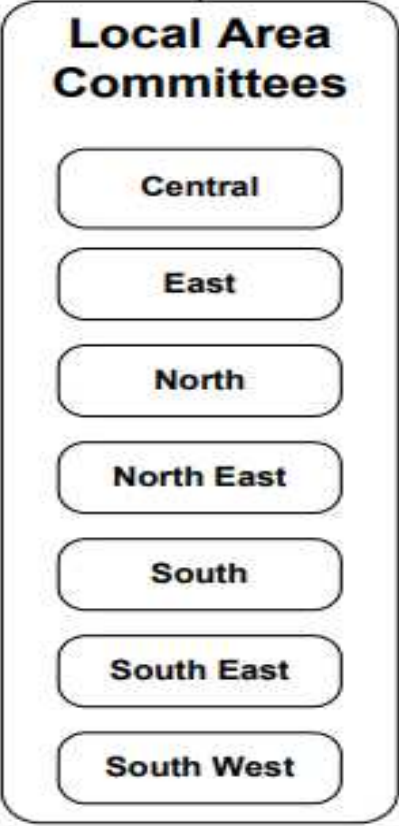 Local Area
Committees
Central
East
North
North East
South
South East
South West